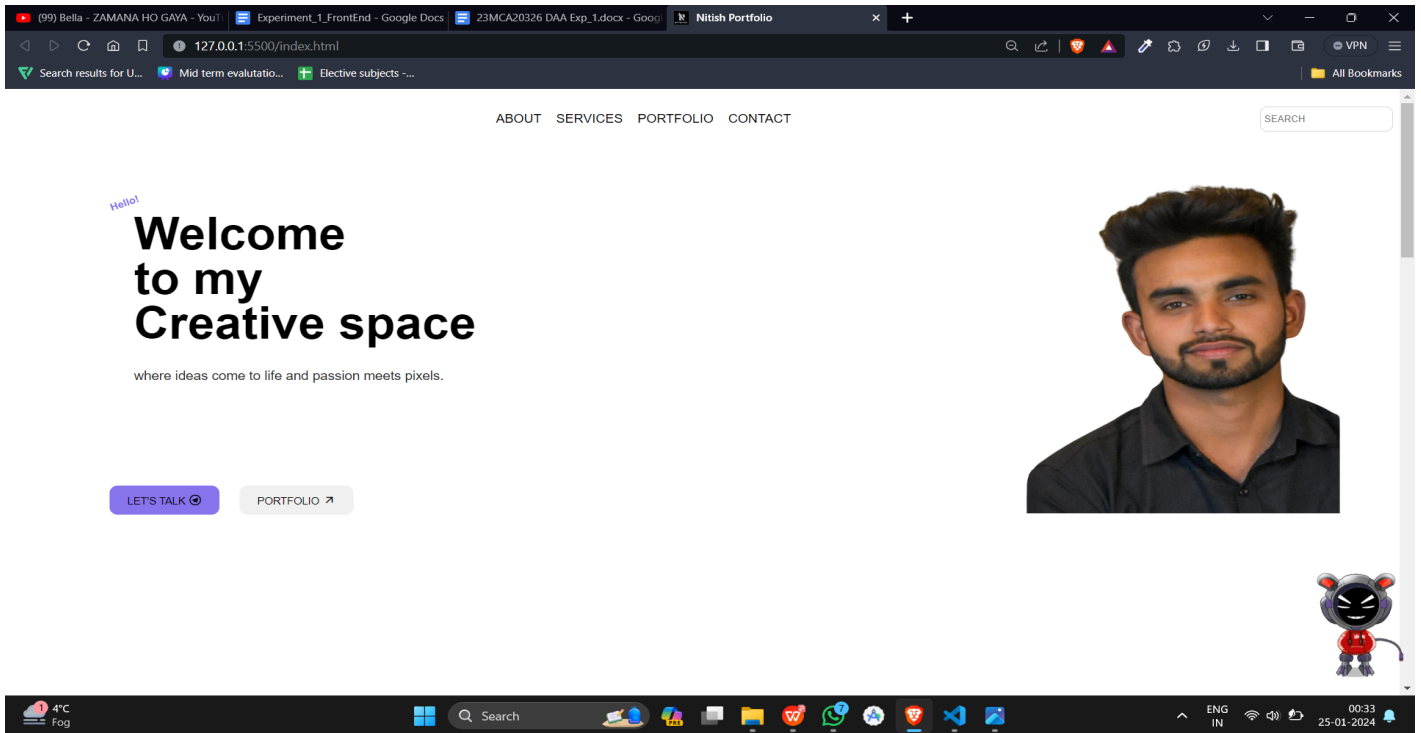 (99) Bella - ZAMANA HO GAYA - YouT
Experiment_1_FrontEnd - Google Docs
23MCA20326 DAA Exp_1.docx - Goog
Nitish Portfolio
127.0.0.1:5500/index.html
VPN
Search results for U...
Mid term evalutatio...
Elective subjects -...
All Bookmarks
ABOUT SERVICES PORTFOLIO CONTACT
SEARCH
Hello!
Welcome
to my
Creative space
where ideas come to life and passion meets pixels.
LET'S TALK
PORTFOLIO
1
4°C
Fog
Search
PRE
7
ENG
IN
00:33
25-01-2024